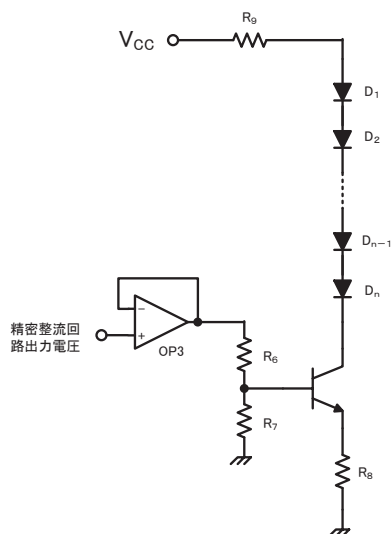 R₉
V_CC
D₁
D₂
Dₙ₋₁
Dₙ
精密整流回
路出力電圧
−
+
OP3
R₆
R₇
R₈